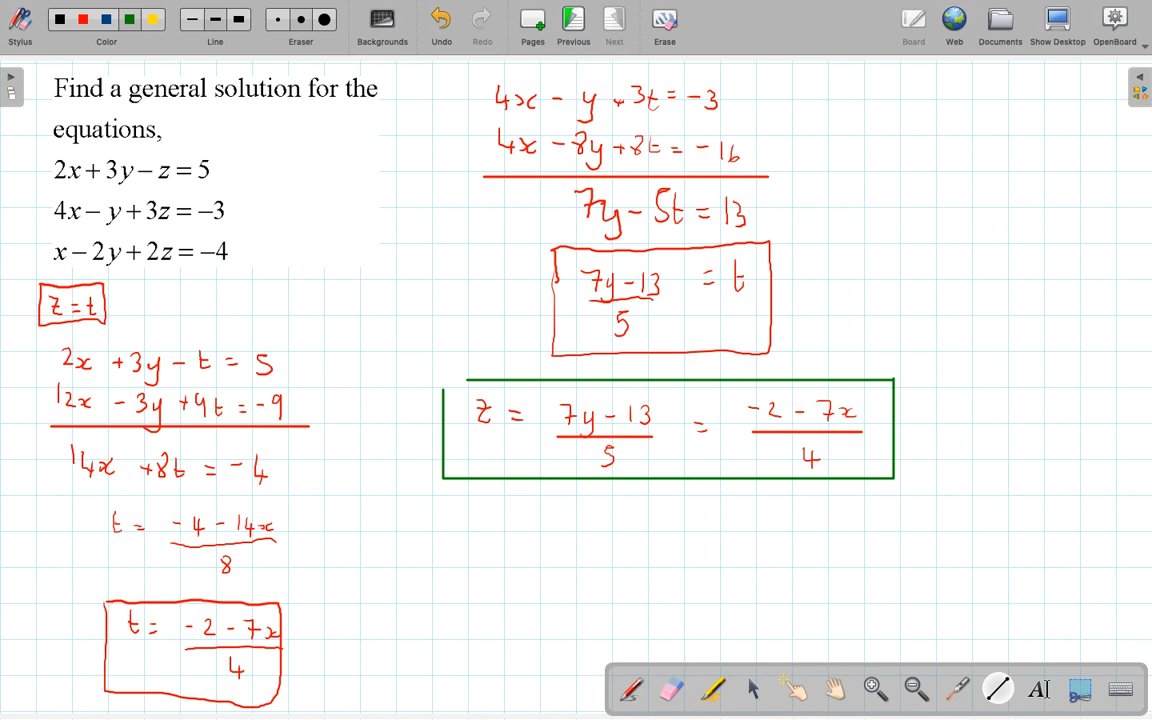 Stylus
Color
Line
Eraser
Backgrounds
Undo
Redo
Pages
Previous
Next
Erase
Board
Web
Documents
Show Desktop
OpenBoard
Find a general solution for the
equations,
2x+3y−z=5
4x−y+3z=−3
x−2y+2z=−4
z=t
2x +3y − t = 5
12x − 3y +9t = −9
14x +8t = −4
t = (−4 − 14x)/8
t = (−2 − 7x)/4
4x − y + 3t = −3
4x − 8y + 8t = −16
7y − 5t = 13
(7y − 13)/5 = t
z = (7y − 13)/5 = (−2 − 7x)/4